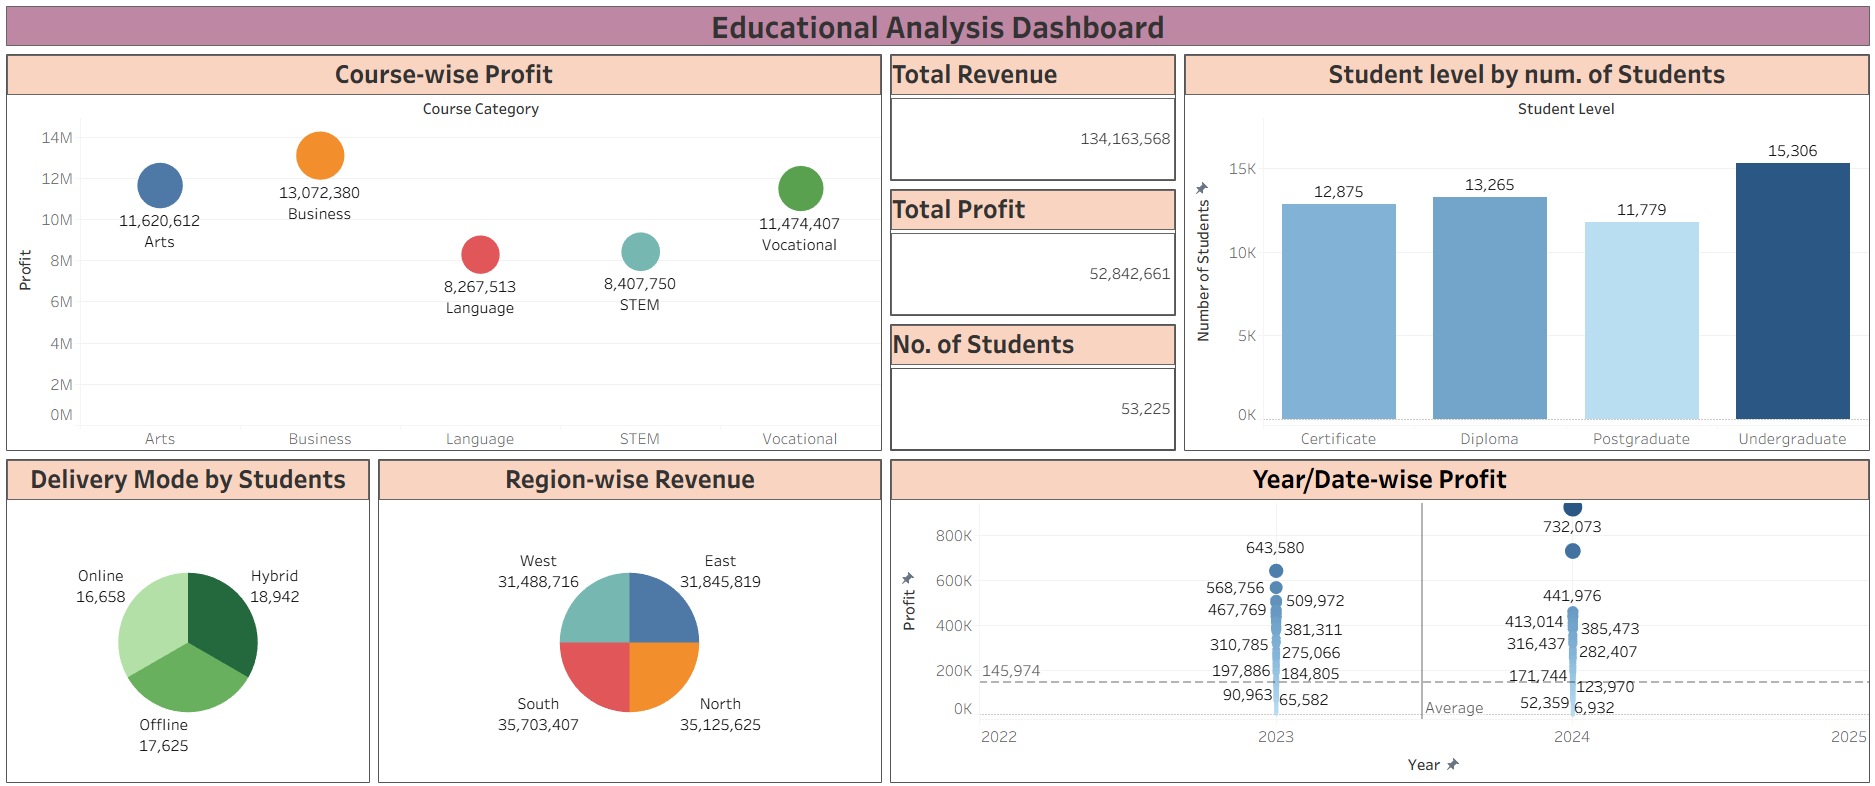 Educational Analysis Dashboard
Course-wise Profit
Course Category
Profit
14M
12M
10M
8M
6M
4M
2M
0M
11,620,612
Arts
13,072,380
Business
8,267,513
Language
8,407,750
STEM
11,474,407
Vocational
Arts
Business
Language
STEM
Vocational
Total Revenue
134,163,568
Total Profit
52,842,661
No. of Students
53,225
Student level by num. of Students
Student Level
Number of Students
15K
10K
5K
0K
12,875
13,265
11,779
15,306
Certificate
Diploma
Postgraduate
Undergraduate
Delivery Mode by Students
Online
16,658
Hybrid
18,942
Offline
17,625
Region-wise Revenue
West
31,488,716
East
31,845,819
South
35,703,407
North
35,125,625
Year/Date-wise Profit
Profit
800K
600K
400K
200K
0K
145,974
643,580
568,756
509,972
467,769
381,311
310,785
275,066
197,886
184,805
90,963
65,582
Average
732,073
441,976
413,014
385,473
316,437
282,407
171,744
123,970
52,359
6,932
2022
2023
2024
2025
Year